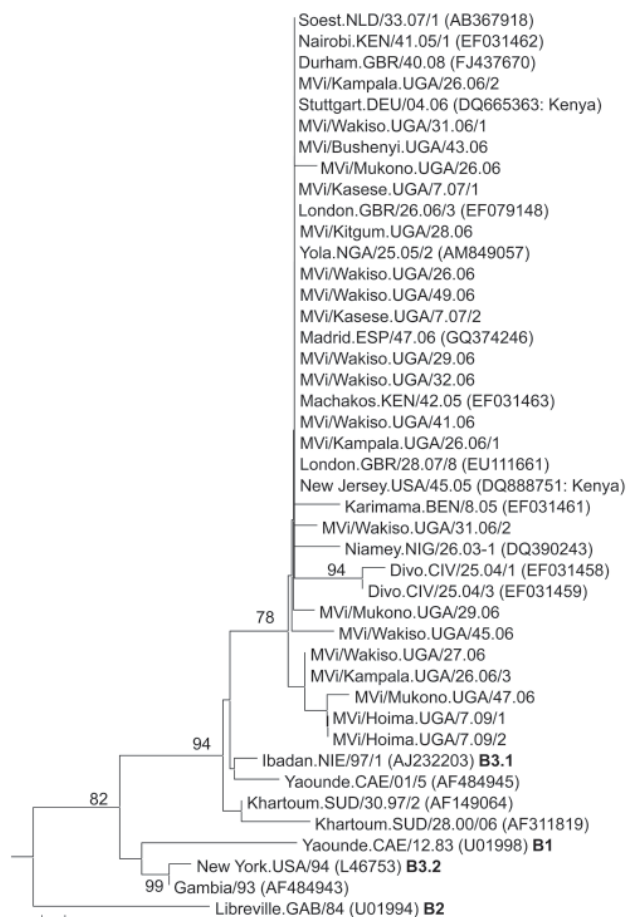 Soest.NLD/33.07/1 (AB367918)
Nairobi.KEN/41.05/1 (EF031462)
Durham.GBR/40.08 (FJ437670)
MVi/Kampala.UGA/26.06/2
Stuttgart.DEU/04.06 (DQ665363: Kenya)
MVi/Wakiso.UGA/31.06/1
MVi/Bushenyi.UGA/43.06
MVi/Mukono.UGA/26.06
MVi/Kasese.UGA/7.07/1
London.GBR/26.06/3 (EF079148)
MVi/Kitgum.UGA/28.06
Yola.NGA/25.05/2 (AM849057)
MVi/Wakiso.UGA/26.06
MVi/Wakiso.UGA/49.06
MVi/Kasese.UGA/7.07/2
Madrid.ESP/47.06 (GQ374246)
MVi/Wakiso.UGA/29.06
MVi/Wakiso.UGA/32.06
Machakos.KEN/42.05 (EF031463)
MVi/Wakiso.UGA/41.06
MVi/Kampala.UGA/26.06/1
London.GBR/28.07/8 (EU111661)
New Jersey.USA/45.05 (DQ888751: Kenya)
Karimama.BEN/8.05 (EF031461)
MVi/Wakiso.UGA/31.06/2
Niamey.NIG/26.03-1 (DQ390243)
94 Divo.CIV/25.04/1 (EF031458)
Divo.CIV/25.04/3 (EF031459)
78 MVi/Mukono.UGA/29.06
MVi/Wakiso.UGA/45.06
MVi/Wakiso.UGA/27.06
MVi/Kampala.UGA/26.06/3
MVi/Mukono.UGA/47.06
MVi/Hoima.UGA/7.09/1
MVi/Hoima.UGA/7.09/2
94 Ibadan.NIE/97/1 (AJ232203) B3.1
Yaounde.CAE/01/5 (AF484945)
82 Khartoum.SUD/30.97/2 (AF149064)
Khartoum.SUD/28.00/06 (AF311819)
Yaounde.CAE/12.83 (U01998) B1
New York.USA/94 (L46753) B3.2
99 Gambia/93 (AF484943)
Libreville.GAB/84 (U01994) B2